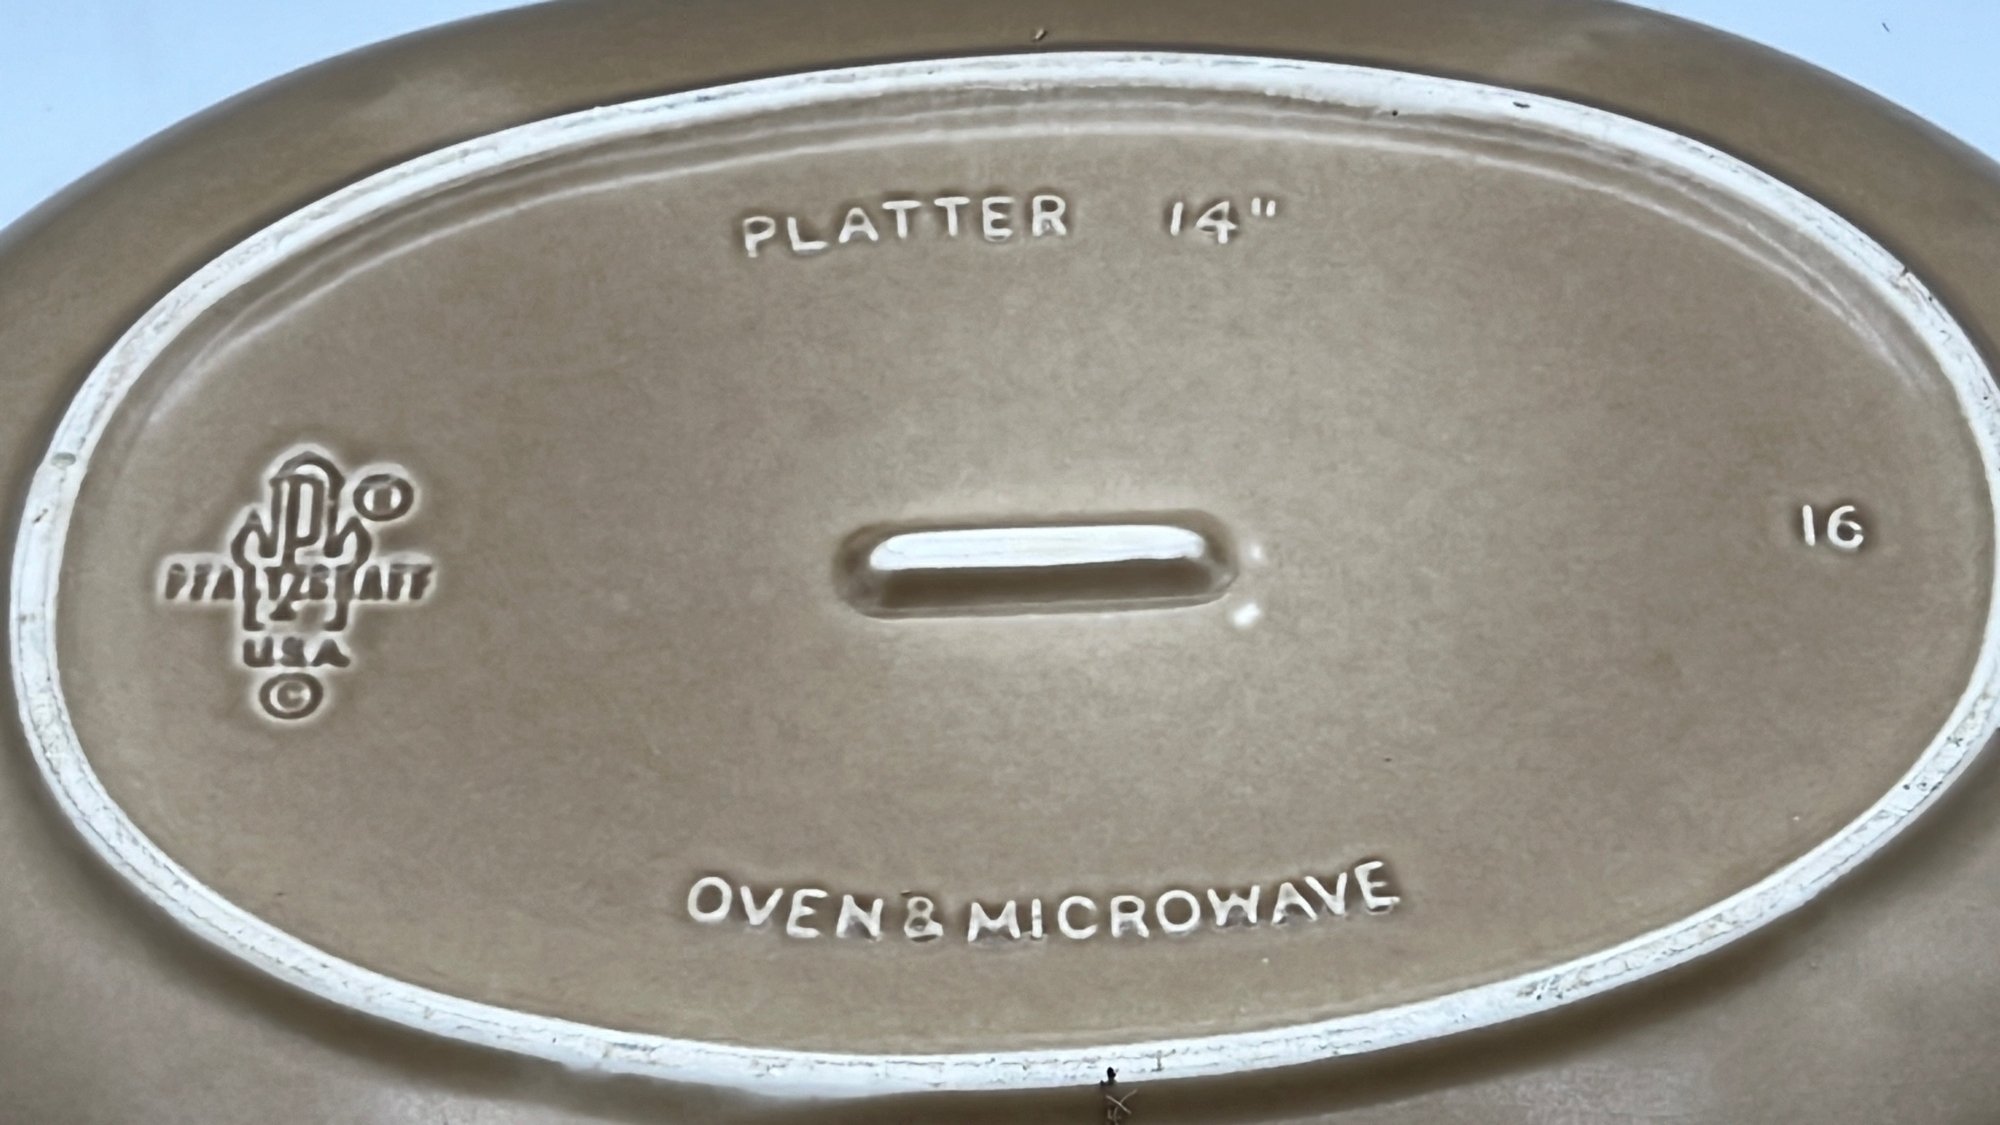 PLATTER 14"
P ®
PFALTZGRAFF
USA
©
16
OVEN & MICROWAVE